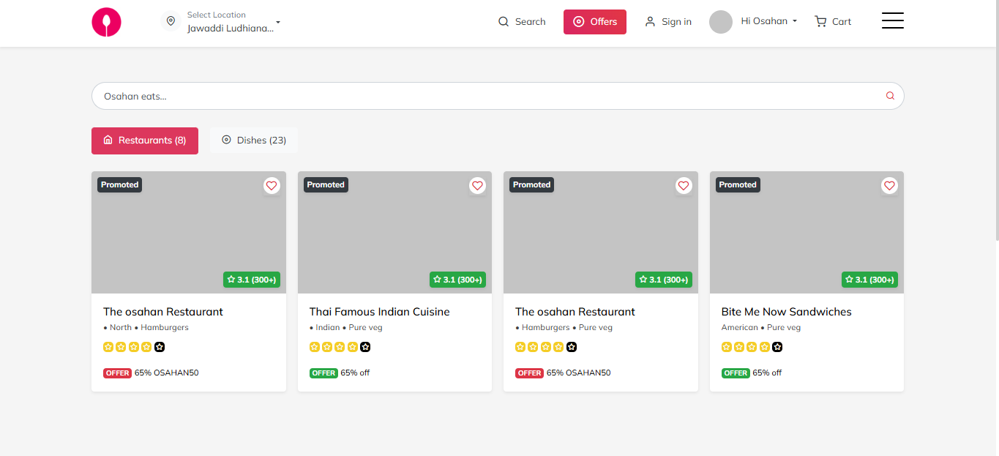 Select Location
Jawaddi Ludhiana...
Search
Offers
Sign in
Hi Osahan
Cart
Osahan eats...
Restaurants (8)
Dishes (23)
Promoted
3.1 (300+)
The osahan Restaurant
• North • Hamburgers
OFFER 65% OSAHAN50
Promoted
3.1 (300+)
Thai Famous Indian Cuisine
• Indian • Pure veg
OFFER 65% off
Promoted
3.1 (300+)
The osahan Restaurant
• Hamburgers • Pure veg
OFFER 65% OSAHAN50
Promoted
3.1 (300+)
Bite Me Now Sandwiches
American • Pure veg
OFFER 65% off